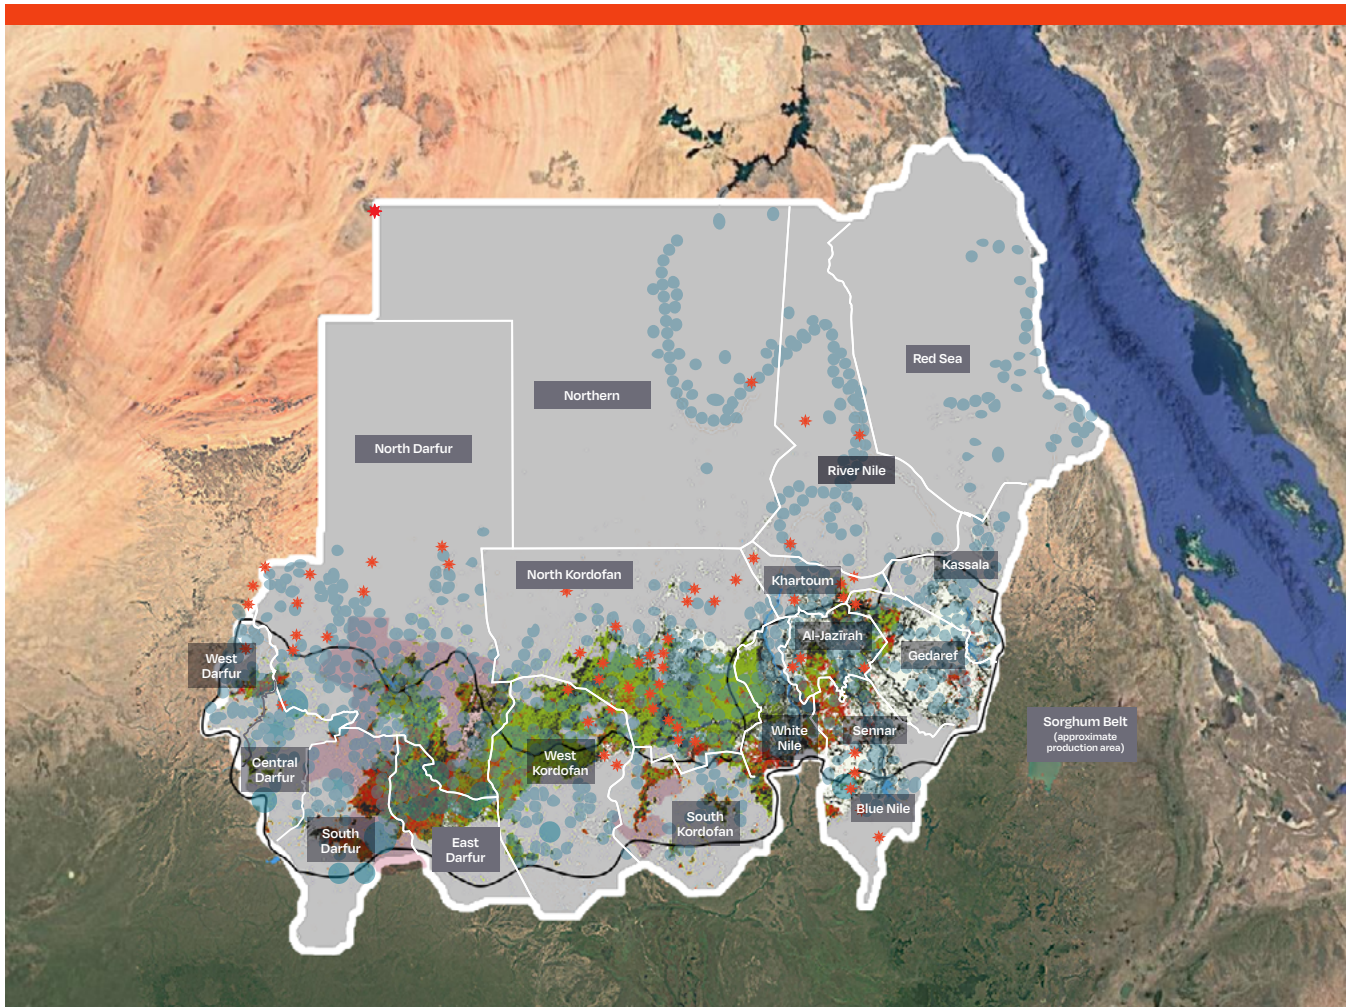 Red Sea
Northern
North Darfur
River Nile
Kassala
North Kordofan
Khartoum
Al-Jazīrah
Gedaref
West
Darfur
Sorghum Belt
(approximate
production area)
White
Nile
Sennar
West
Kordofan
Central
Darfur
Blue Nile
South
Kordofan
South
Darfur
East
Darfur